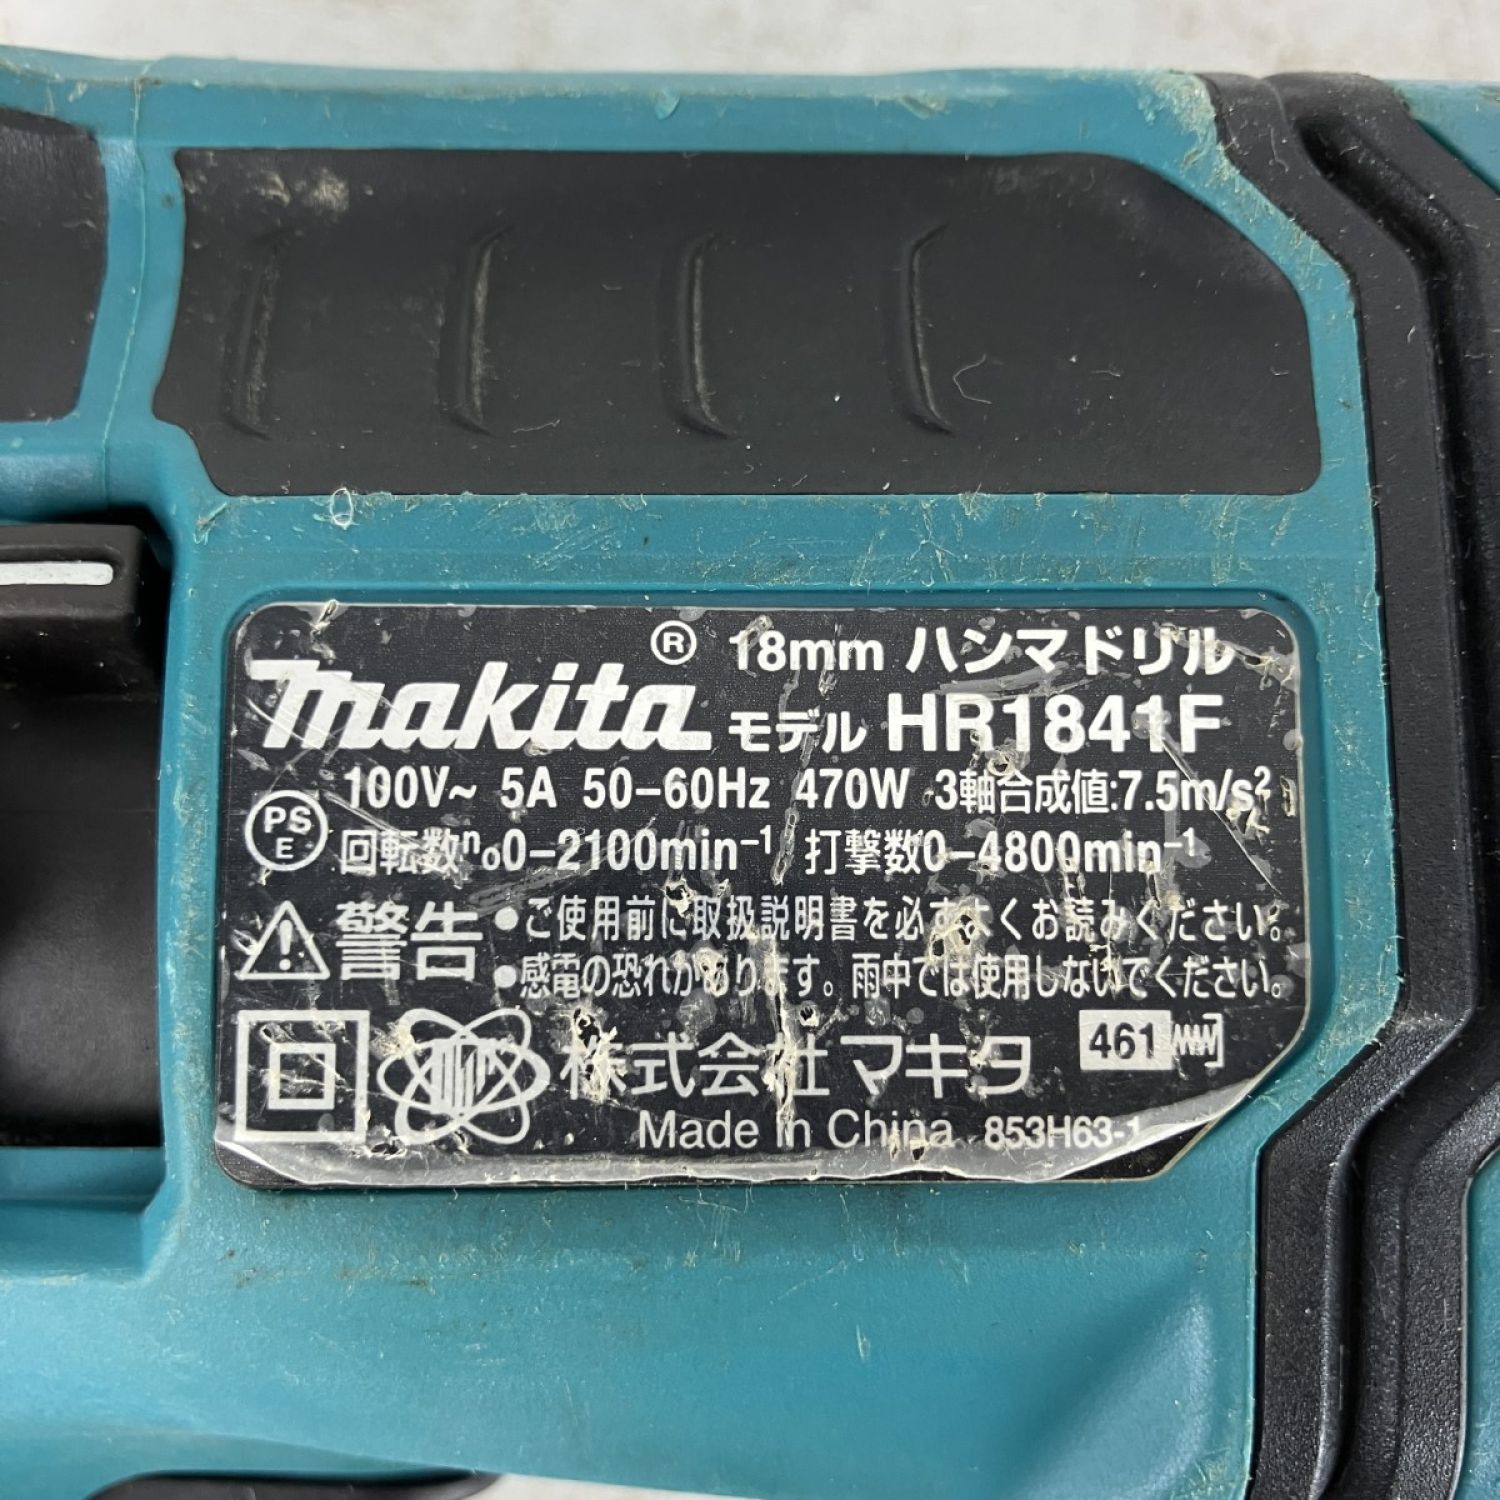 makita® 18mm ハンマドリル
モデル HR1841F
100V~ 5A 50-60Hz 470W 3軸合成値:7.5m/s²
PS E 回転数n₀0-2100min⁻¹ 打撃数0-4800min⁻¹
警告 •ご使用前に取扱説明書を必ずよくお読みください。
•感電の恐れがあります。雨中では使用しないでください。
株式会社マキタ 461
Made in China 853H63-1